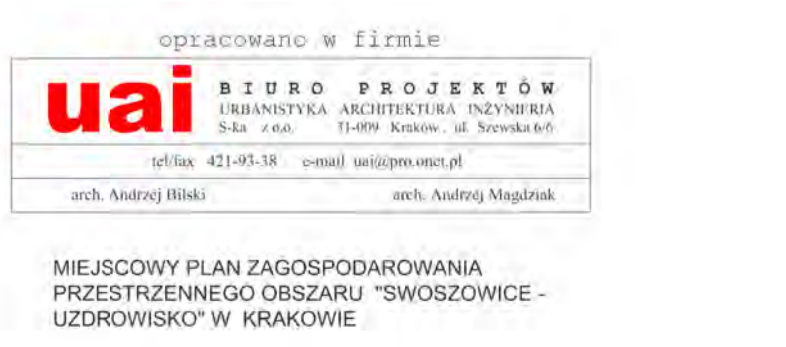 opracowano w firmie
uai
BIURO PROJEKTÓW
URBANISTYKA ARCHITEKTURA INŻYNIERIA
S-ka z o.o. 31-009 Kraków, ul. Szewska 6/6
tel/fax 421-93-38 e-mail uai@pro.onet.pl
arch. Andrzej Bilski arch. Andrzej Magdziak
MIEJSCOWY PLAN ZAGOSPODAROWANIA
PRZESTRZENNEGO OBSZARU "SWOSZOWICE -
UZDROWISKO" W KRAKOWIE